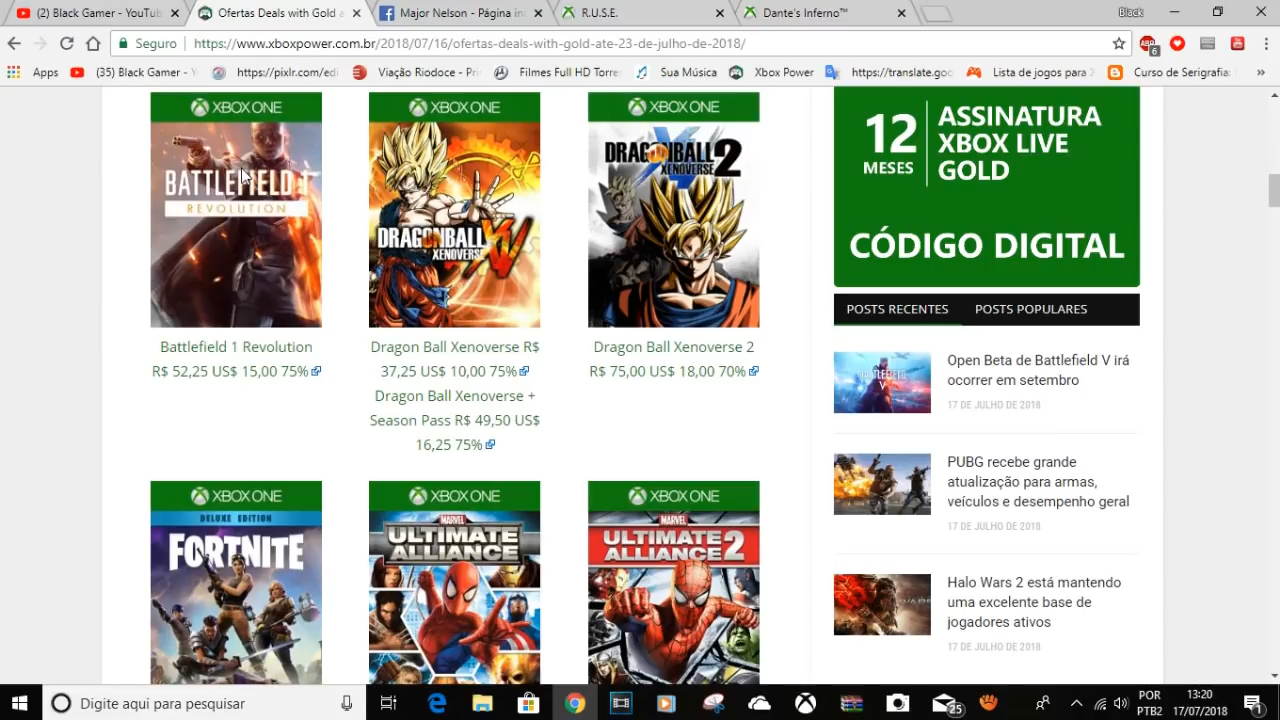 (2) Black Gamer - YouTub
Ofertas Deals with Gold a
Major Nelson - Página ini
R.U.S.E.
Dante's Inferno™
Black
Seguro
https://www.xboxpower.com.br/2018/07/16/ofertas-deals-with-gold-ate-23-de-julho-de-2018/
6
Apps
(35) Black Gamer - Y
https://pixlr.com/edi
Viação Riodoce - Pri
Filmes Full HD Torre
Sua Música
Xbox Power
https://translate.goo
Lista de jogos para
Curso de Serigrafia:
»
XBOX ONE
BATTLEFIELD 1
REVOLUTION
XBOX ONE
DRAGONBALL
XENOVERSE
XV
XBOX ONE
DRAGONBALL 2
XENOVERSE
Battlefield 1 Revolution
R$ 52,25 US$ 15,00 75%
Dragon Ball Xenoverse R$
37,25 US$ 10,00 75%
Dragon Ball Xenoverse +
Season Pass R$ 49,50 US$
16,25 75%
Dragon Ball Xenoverse 2
R$ 75,00 US$ 18,00 70%
XBOX ONE
DELUXE EDITION
FORTNITE
XBOX ONE
MARVEL
ULTIMATE
ALLIANCE
XBOX ONE
MARVEL
ULTIMATE
ALLIANCE 2
12
MESES
ASSINATURA
XBOX LIVE
GOLD
CÓDIGO DIGITAL
POSTS RECENTES
POSTS POPULARES
Open Beta de Battlefield V irá
ocorrer em setembro
17 DE JULHO DE 2018
PUBG recebe grande
atualização para armas,
veículos e desempenho geral
17 DE JULHO DE 2018
Halo Wars 2 está mantendo
uma excelente base de
jogadores ativos
17 DE JULHO DE 2018
Digite aqui para pesquisar
25
POR
PTB2
13:20
17/07/2018
1